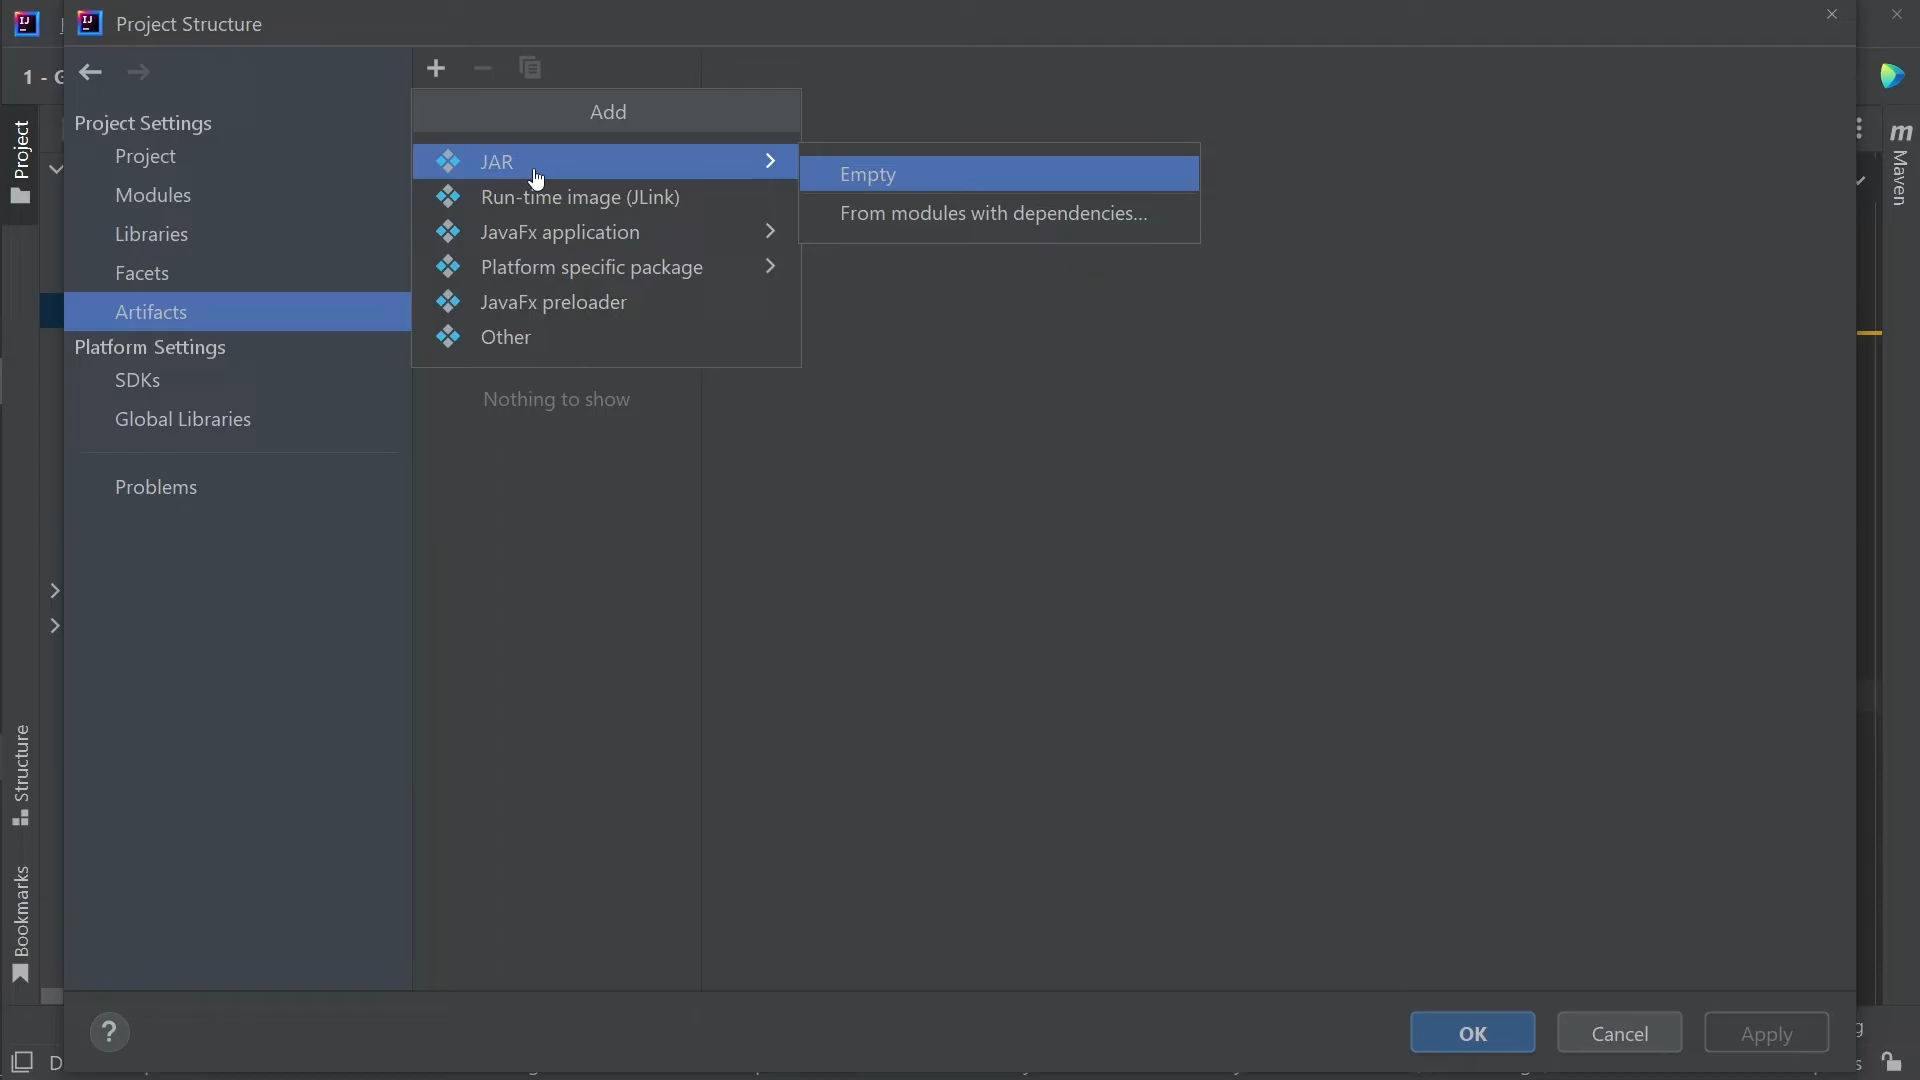 Project Structure
1 - G
Project
Project Settings
Project
Modules
Libraries
Facets
Artifacts
Platform Settings
SDKs
Global Libraries
Problems
Add
JAR
Run-time image (JLink)
JavaFx application
Platform specific package
JavaFx preloader
Other
Empty
From modules with dependencies...
Nothing to show
m
Maven
Structure
Bookmarks
?
OK
Cancel
Apply